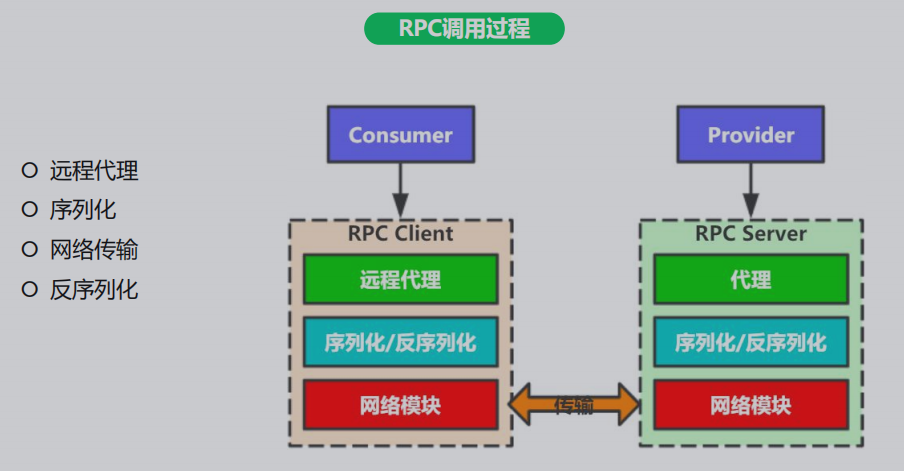 RPC调用过程
远程代理
序列化
网络传输
反序列化
Consumer
Provider
RPC Client
远程代理
序列化/反序列化
网络模块
传输
RPC Server
代理
序列化/反序列化
网络模块